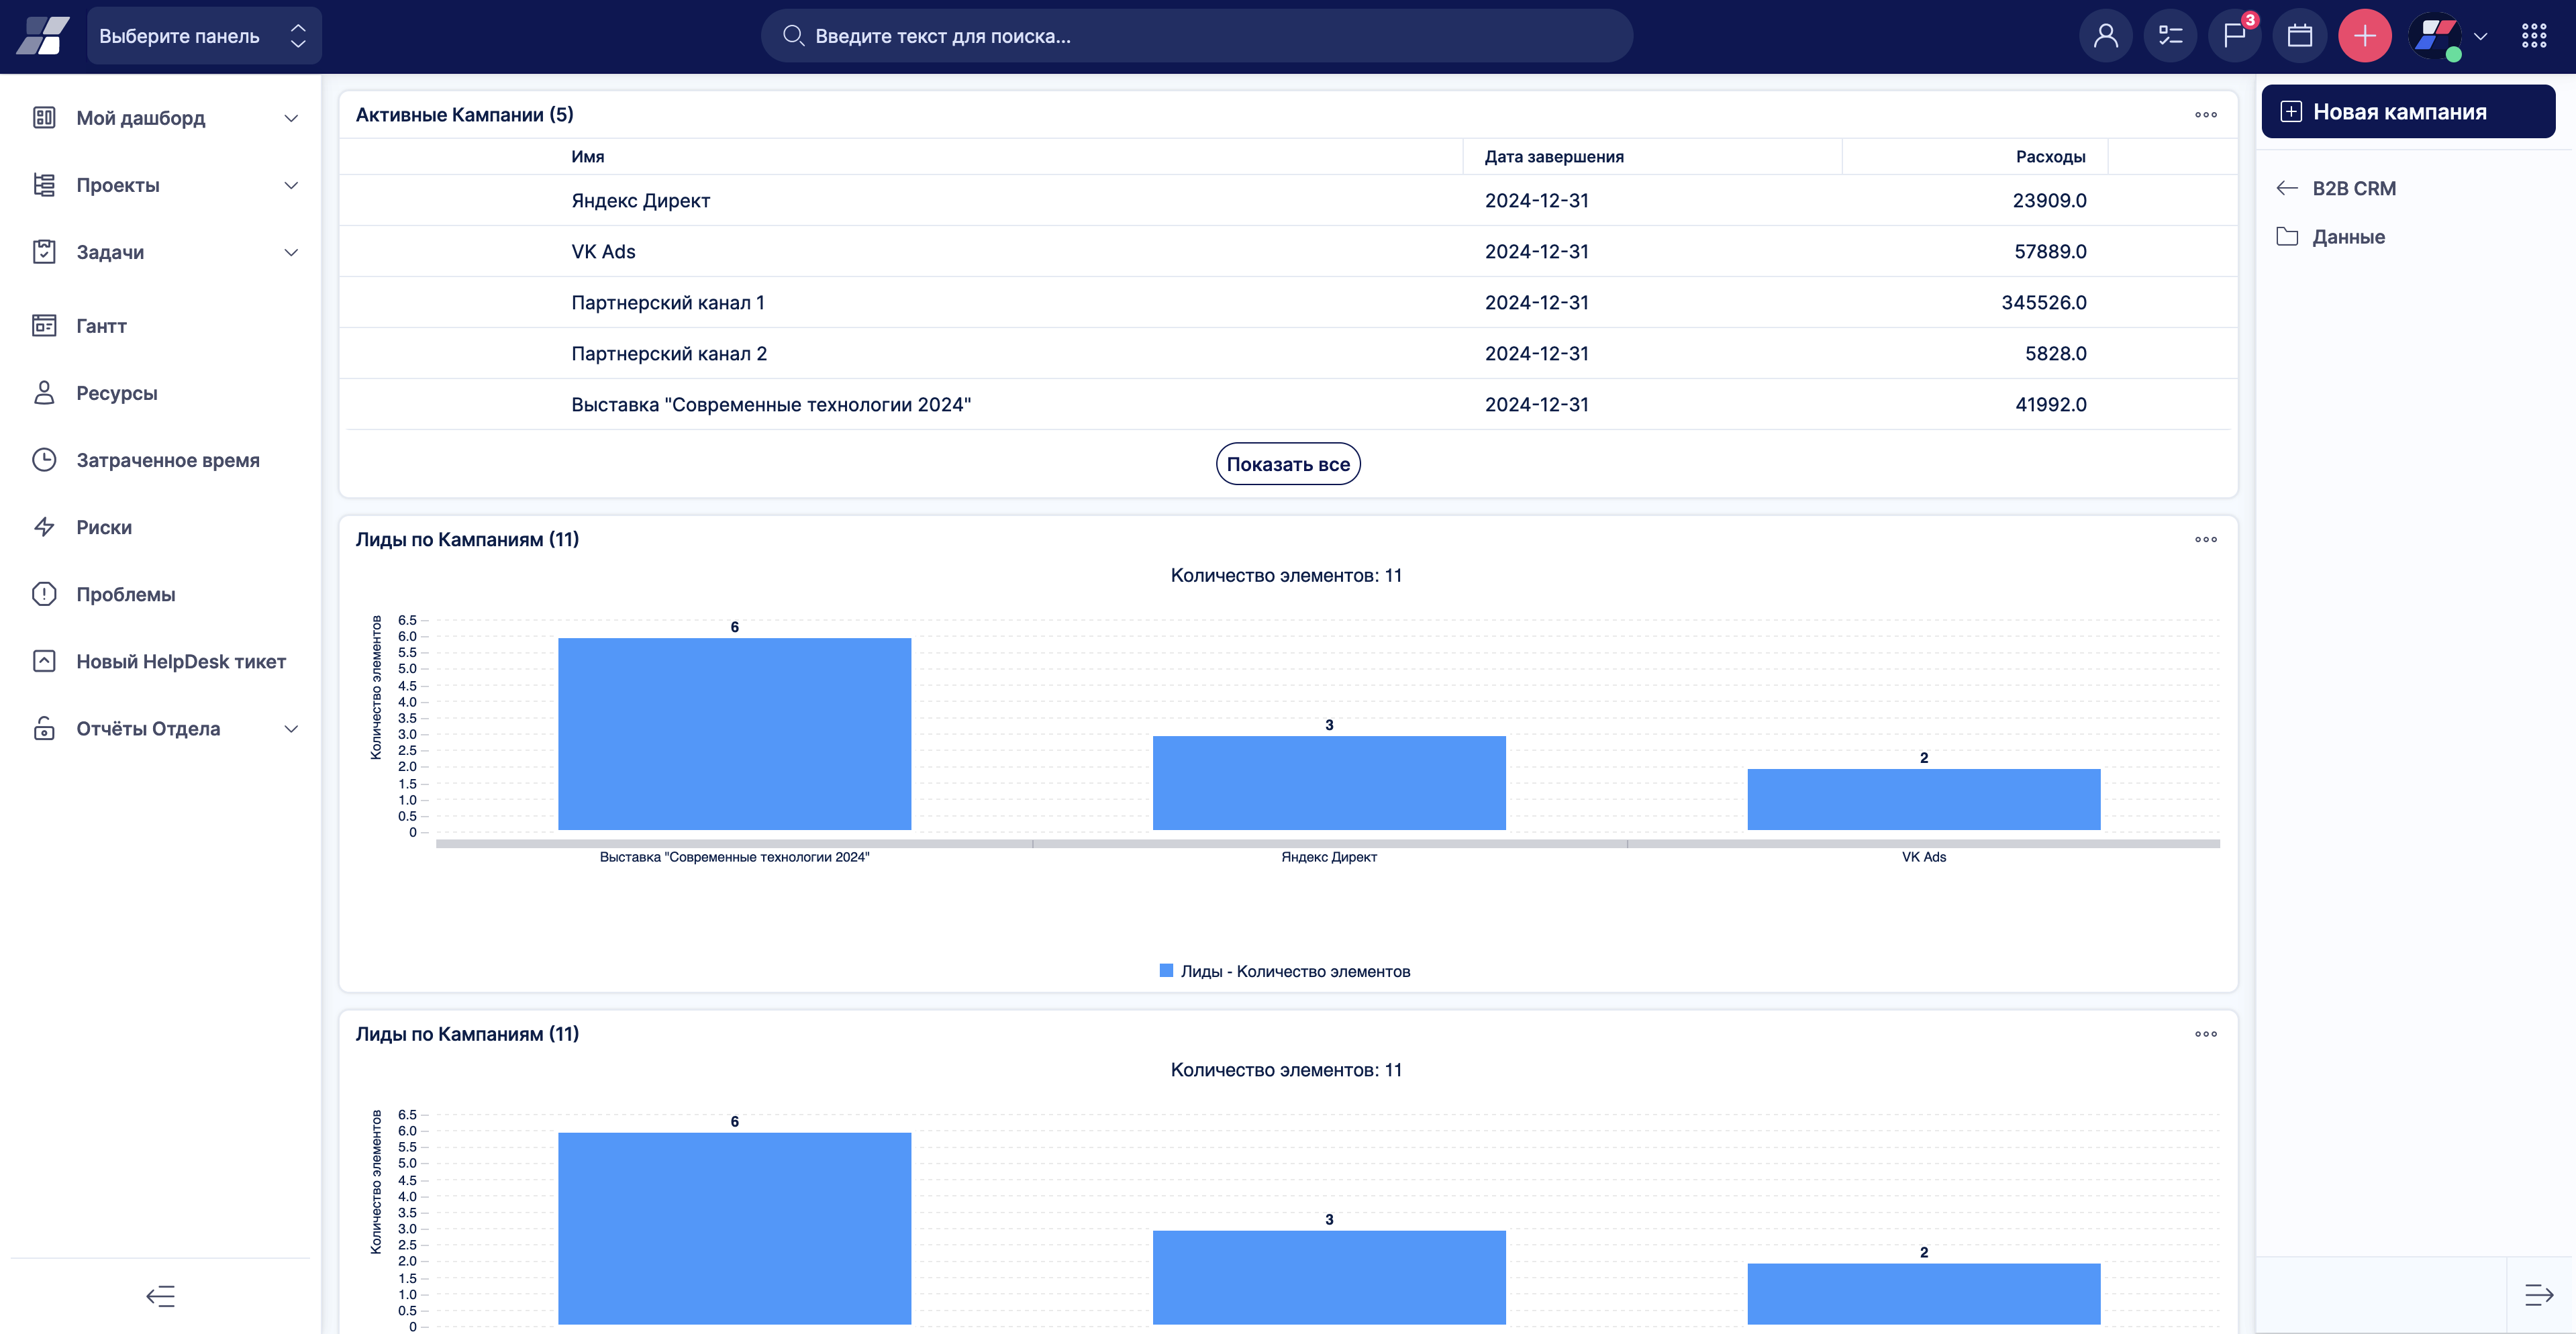 Выберите панель
Введите текст для поиска...
3
Мой дашборд
Проекты
Задачи
Гантт
Ресурсы
Затраченное время
Риски
Проблемы
Новый HelpDesk тикет
Отчёты Отдела
Активные Кампании (5)
Имя Дата завершения Расходы
Яндекс Директ 2024-12-31 23909.0
VK Ads 2024-12-31 57889.0
Партнерский канал 1 2024-12-31 345526.0
Партнерский канал 2 2024-12-31 5828.0
Выставка "Современные технологии 2024" 2024-12-31 41992.0
Показать все
Лиды по Кампаниям (11)
Количество элементов: 11
Количество элементов
6.5
6.0
5.5
5.0
4.5
4.0
3.5
3.0
2.5
2.0
1.5
1.0
0.5
0
6
3
2
Выставка "Современные технологии 2024" Яндекс Директ VK Ads
Лиды - Количество элементов
Лиды по Кампаниям (11)
Количество элементов: 11
Количество элементов
6.5
6.0
5.5
5.0
4.5
4.0
3.5
3.0
2.5
2.0
1.5
1.0
0.5
0
6
3
2
Новая кампания
B2B CRM
Данные